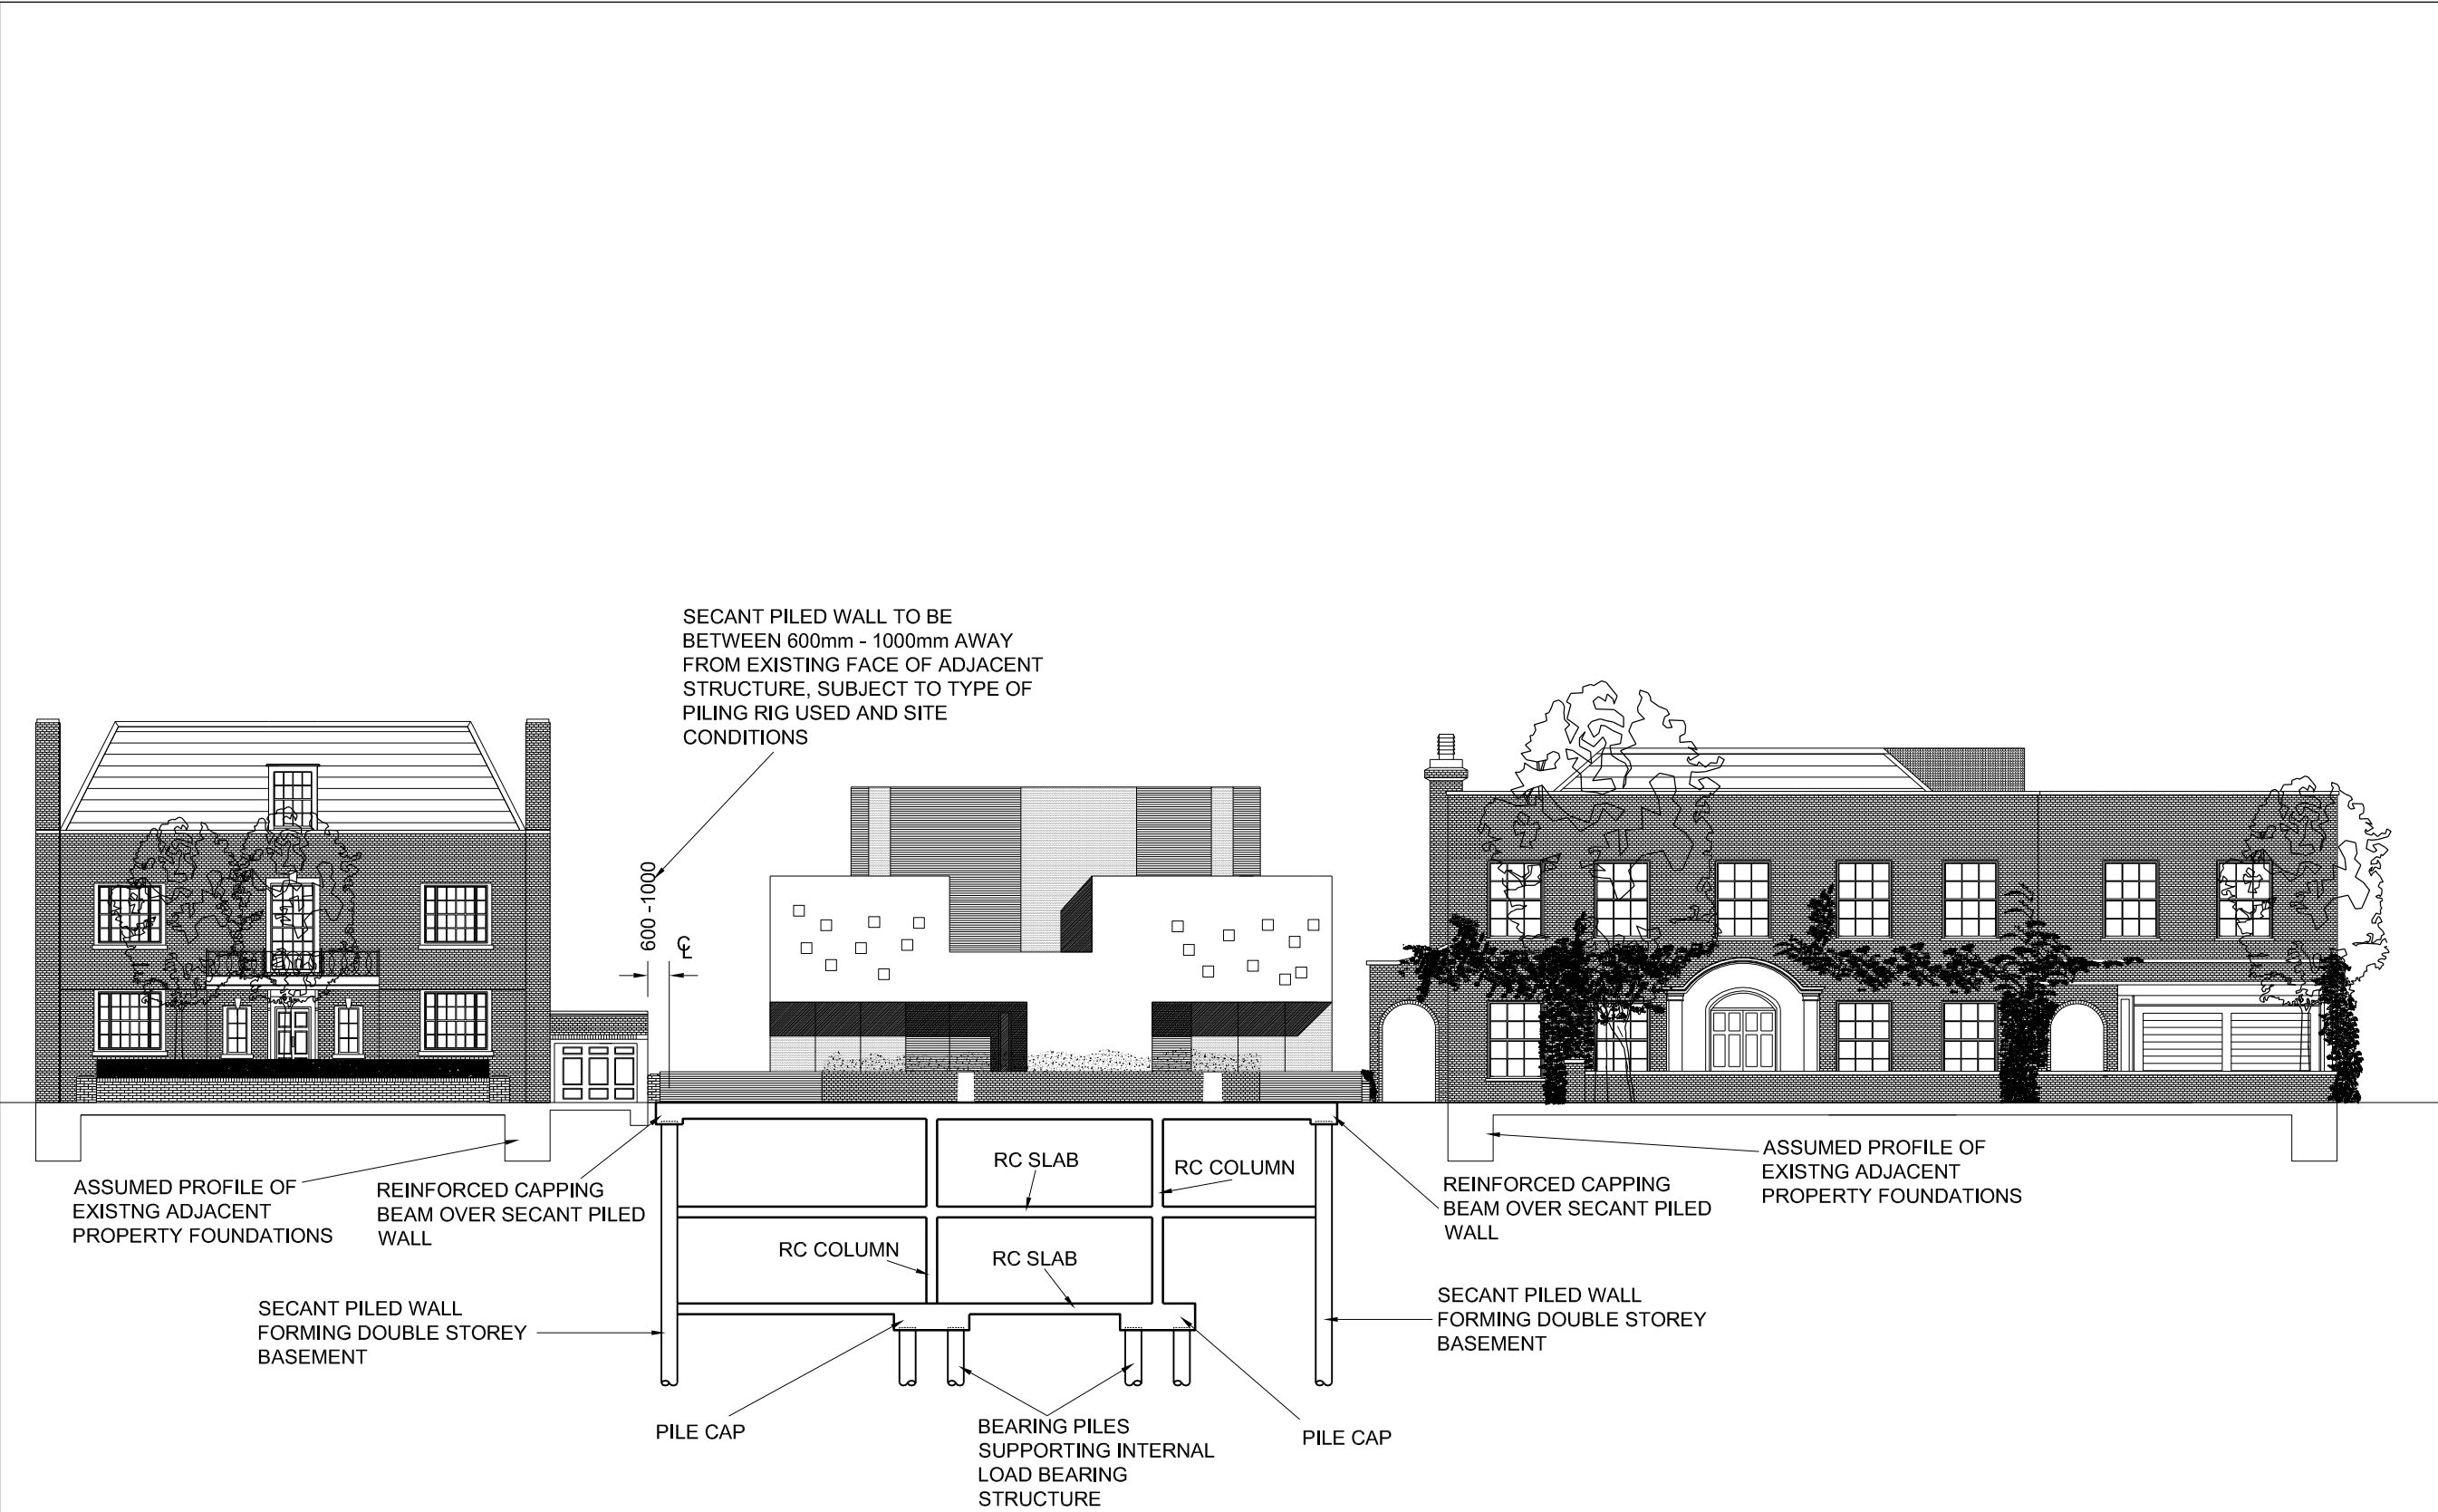 SECANT PILED WALL TO BE
BETWEEN 600mm - 1000mm AWAY
FROM EXISTING FACE OF ADJACENT
STRUCTURE, SUBJECT TO TYPE OF
PILING RIG USED AND SITE
CONDITIONS
600 -1000
℄
ASSUMED PROFILE OF
EXISTNG ADJACENT
PROPERTY FOUNDATIONS
REINFORCED CAPPING
BEAM OVER SECANT PILED
WALL
RC SLAB
RC COLUMN
RC COLUMN
RC SLAB
REINFORCED CAPPING
BEAM OVER SECANT PILED
WALL
ASSUMED PROFILE OF
EXISTNG ADJACENT
PROPERTY FOUNDATIONS
SECANT PILED WALL
FORMING DOUBLE STOREY
BASEMENT
SECANT PILED WALL
FORMING DOUBLE STOREY
BASEMENT
PILE CAP
BEARING PILES
SUPPORTING INTERNAL
LOAD BEARING
STRUCTURE
PILE CAP